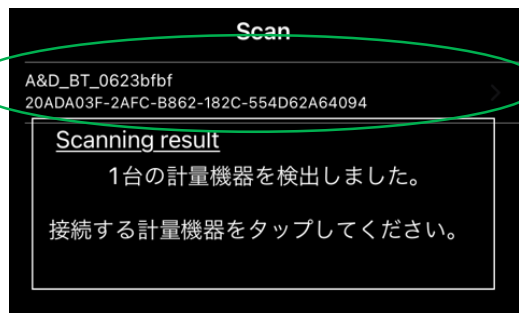 Scan
A&D_BT_0623bfbf
20ADA03F-2AFC-B862-182C-554D62A64094
Scanning result
1台の計量機器を検出しました。
接続する計量機器をタップしてください。